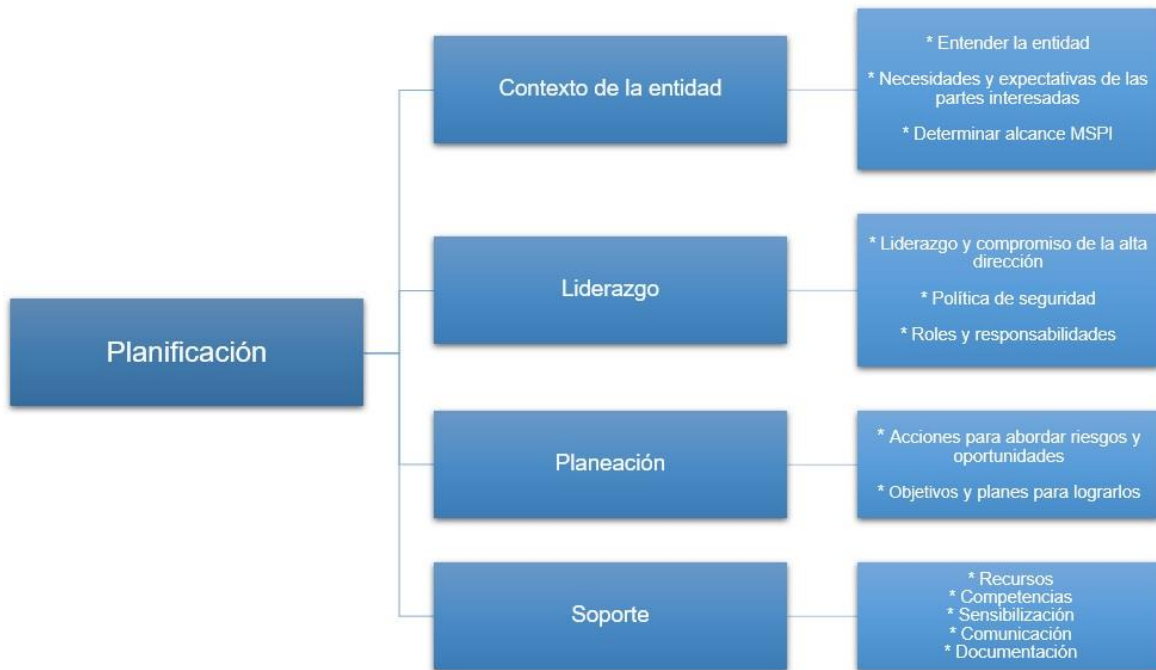 Planificación
Contexto de la entidad
* Entender la entidad
* Necesidades y expectativas de las
partes interesadas
* Determinar alcance MSPI
Liderazgo
* Liderazgo y compromiso de la alta
dirección
* Política de seguridad
* Roles y responsabilidades
Planeación
* Acciones para abordar riesgos y
oportunidades
* Objetivos y planes para lograrlos
Soporte
* Recursos
* Competencias
* Sensibilización
* Comunicación
* Documentación